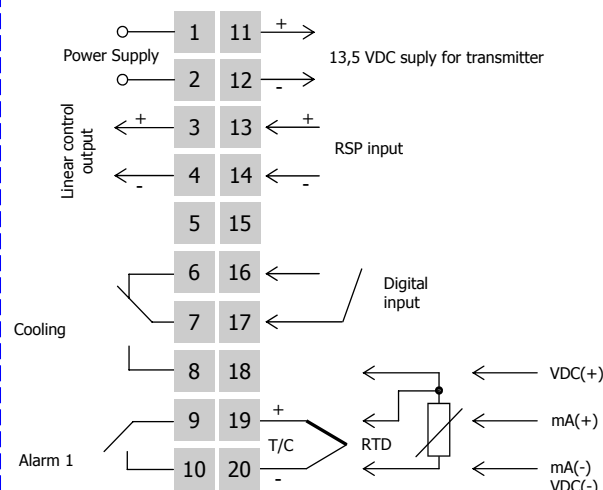 1 11 +
Power Supply
13,5 VDC suply for transmitter
2 12 -
Linear control
output
+ 3 13 +
RSP input
- 4 14 -
5 15
6 16
Digital
input
7 17
Cooling
8 18
VDC(+)
9 19 +
mA(+)
T/C
RTD
Alarm 1
10 20 -
mA(-)
VDC(-)